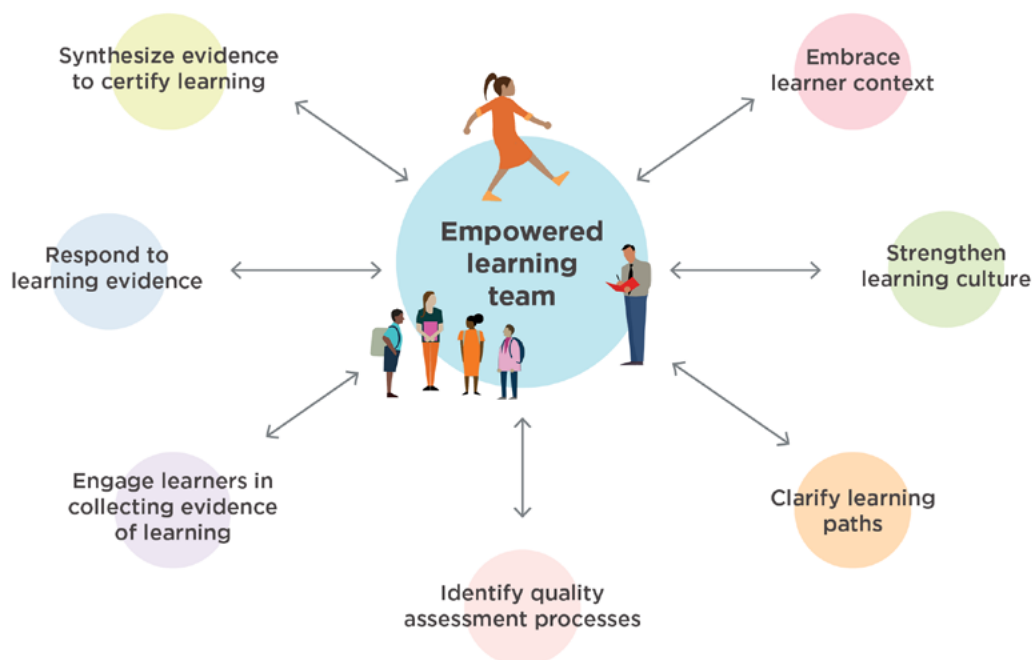 Synthesize evidence
to certify learning
Embrace
learner context
Empowered
learning
team
Respond to
learning evidence
Strengthen
learning culture
Engage learners in
collecting evidence
of learning
Clarify learning
paths
Identify quality
assessment processes